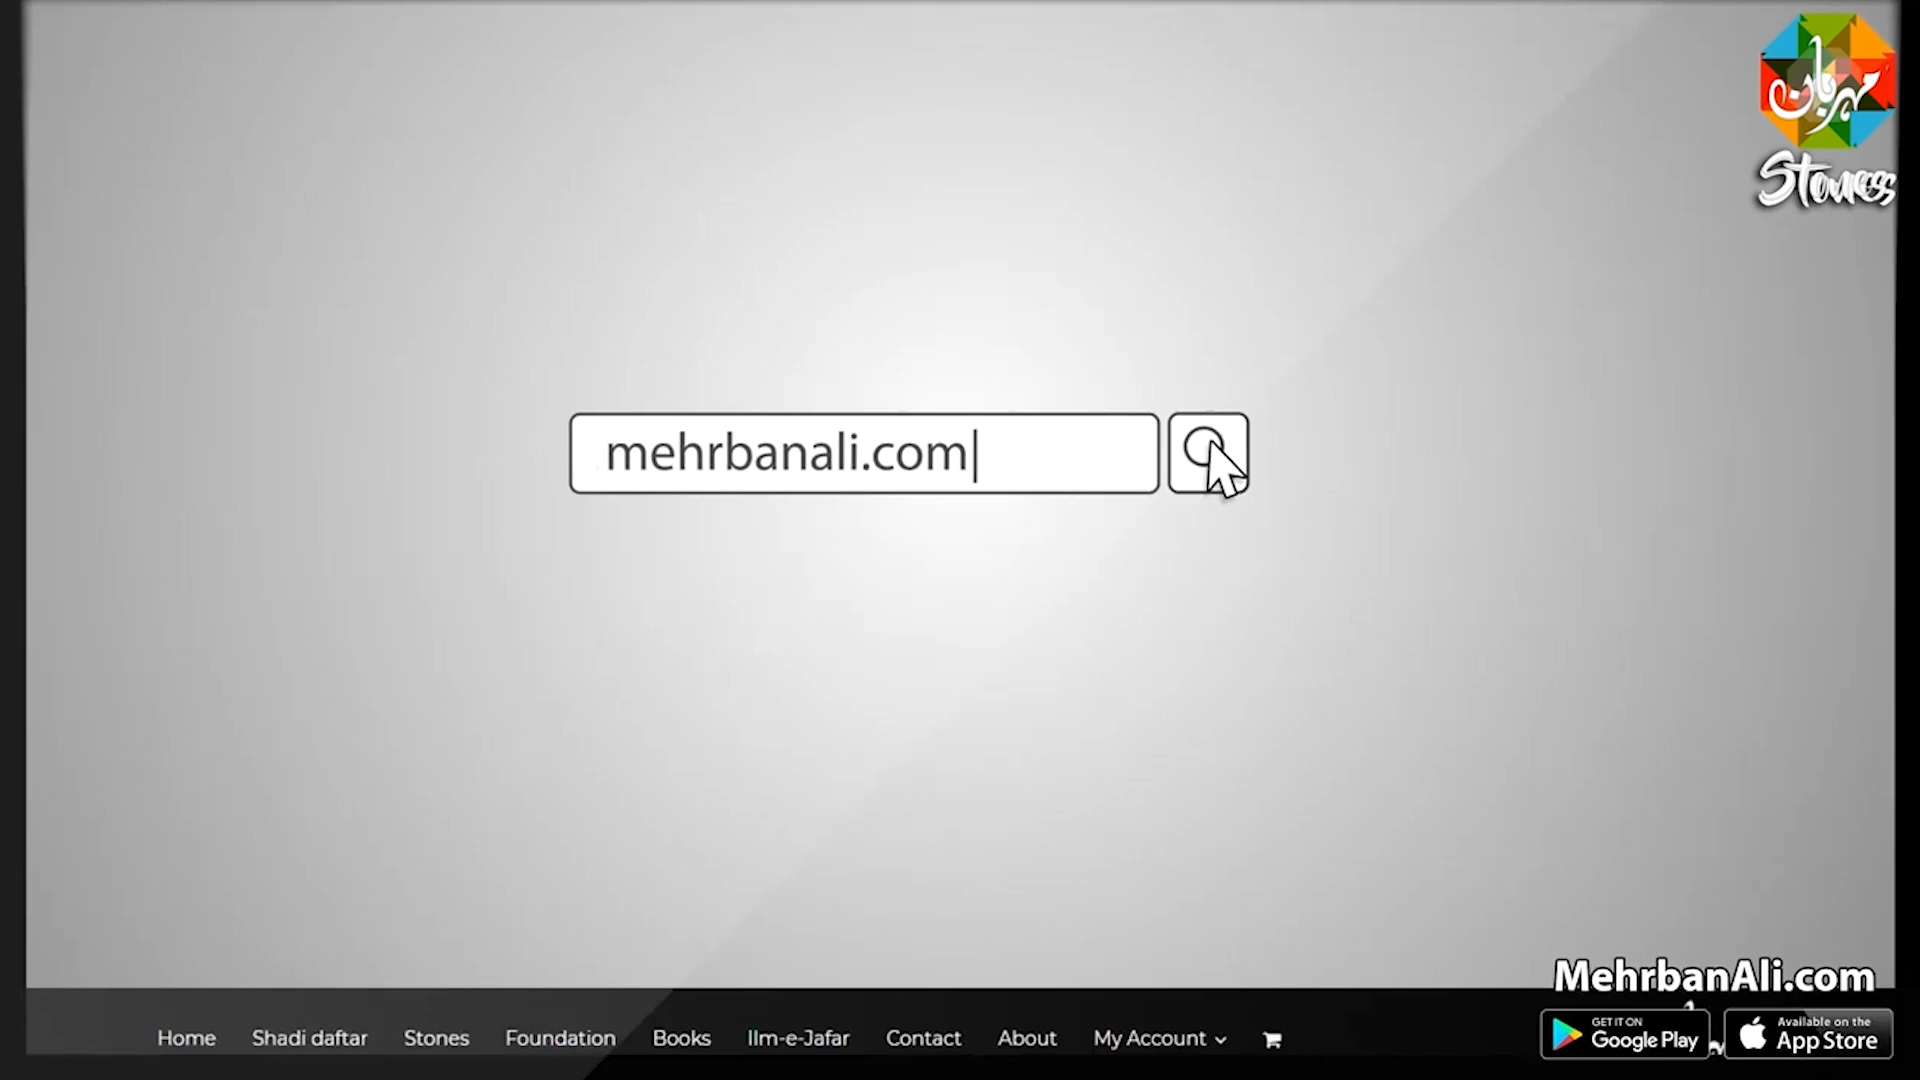 مهربان
Stones
mehrbanali.com
MehrbanAli.com
Home Shadi daftar Stones Foundation Books Ilm-e-Jafar Contact About My Account
GET IT ON
Google Play
Available on the
App Store